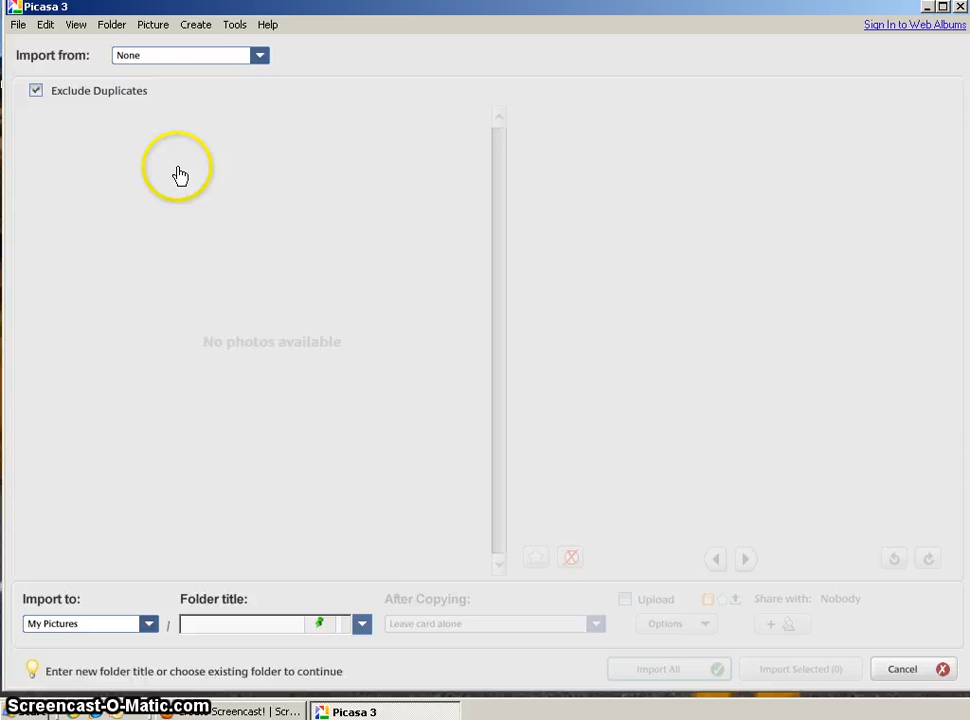 Picasa 3
File Edit View Folder Picture Create Tools Help Sign In to Web Albums
Import from: None
Exclude Duplicates
No photos available
Import to: Folder title: After Copying: Upload Share with: Nobody
My Pictures / Leave card alone Options
Enter new folder title or choose existing folder to continue Import All Import Selected (0) Cancel
Screencast-O-Matic.com Screencast! | Scr... Picasa 3